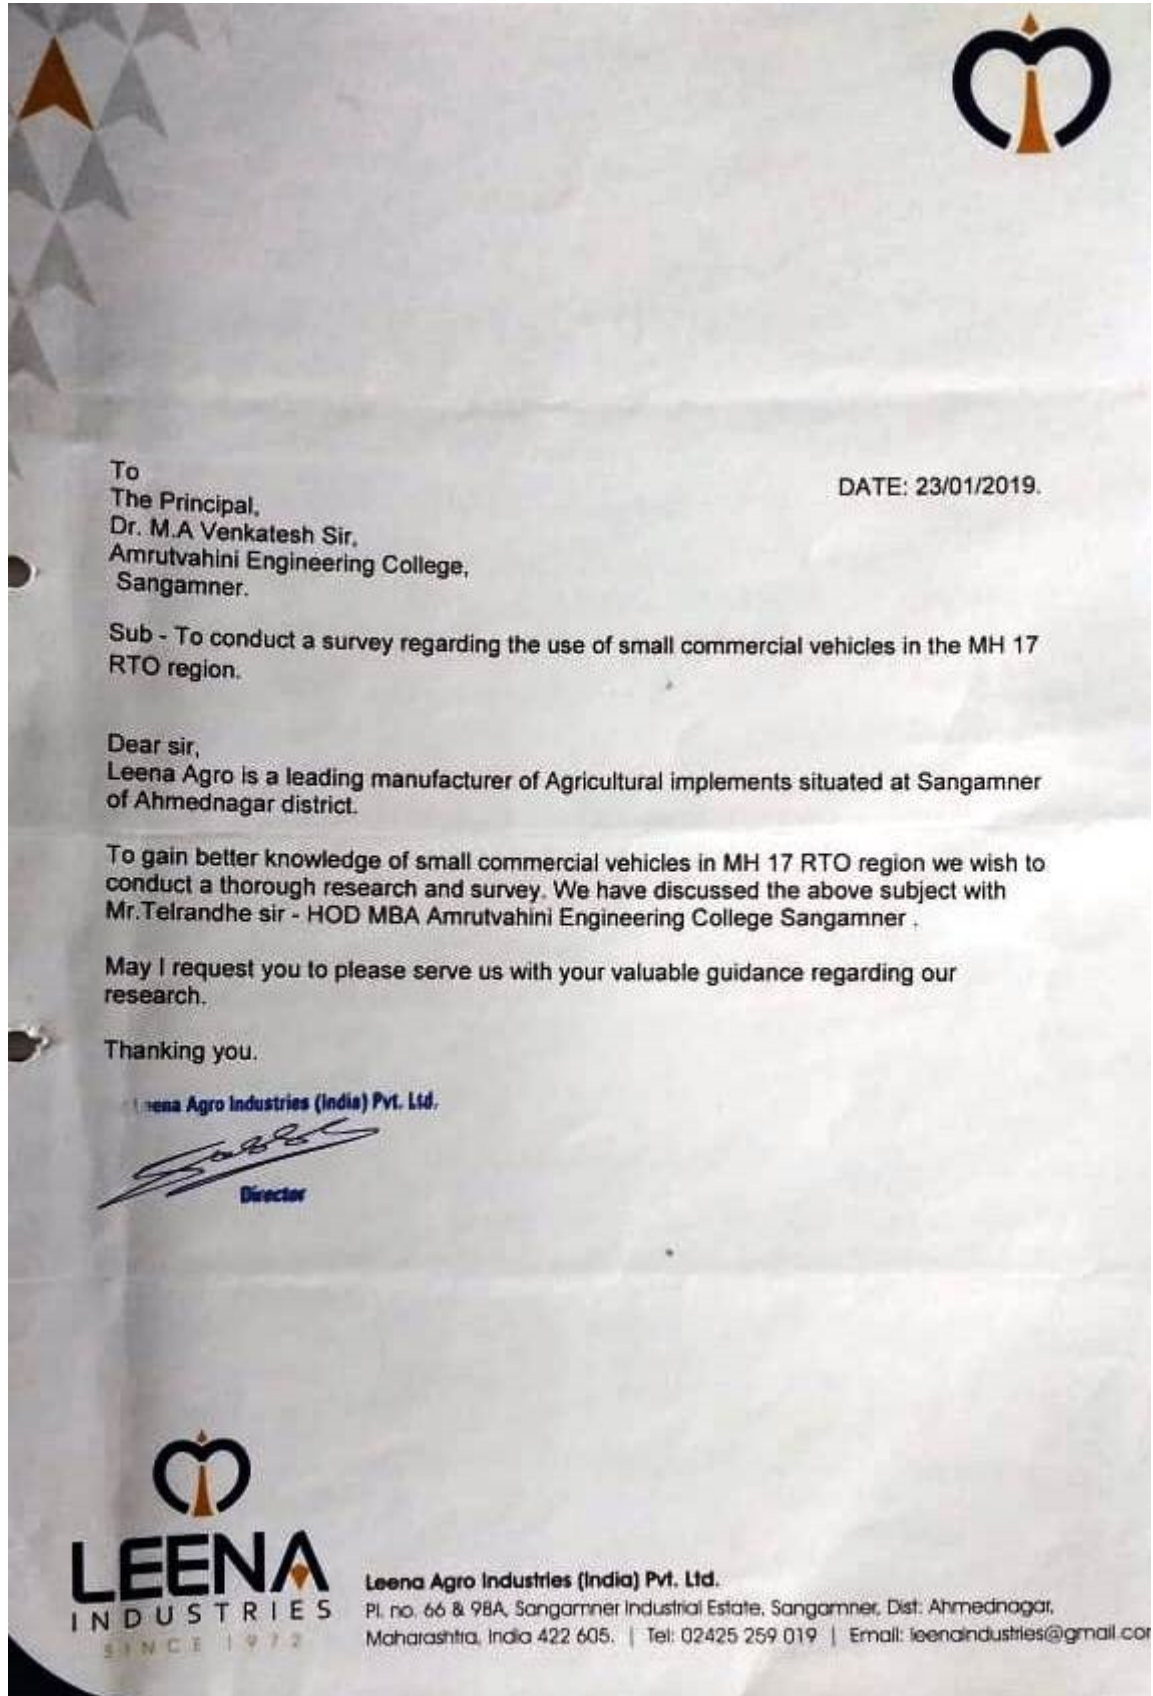 To
DATE: 23/01/2019.
The Principal,
Dr. M.A Venkatesh Sir,
Amrutvahini Engineering College,
Sangamner.
Sub - To conduct a survey regarding the use of small commercial vehicles in the MH 17
RTO region.
Dear sir,
Leena Agro is a leading manufacturer of Agricultural implements situated at Sangamner
of Ahmednagar district.
To gain better knowledge of small commercial vehicles in MH 17 RTO region we wish to
conduct a thorough research and survey. We have discussed the above subject with
Mr.Telrandhe sir - HOD MBA Amrutvahini Engineering College Sangamner .
May I request you to please serve us with your valuable guidance regarding our
research.
Thanking you.
Agro Industries (India) Pvt. Ltd.
Director
LEENA
INDUSTRIES
SINCE 1972
Leena Agro Industries (India) Pvt. Ltd.
Pl. no. 66 & 98A, Sangamner Industrial Estate, Sangamner, Dist: Ahmednagar,
Maharashtra, India 422 605. | Tel: 02425 259 019 | Email: leenaindustries@gmail.com